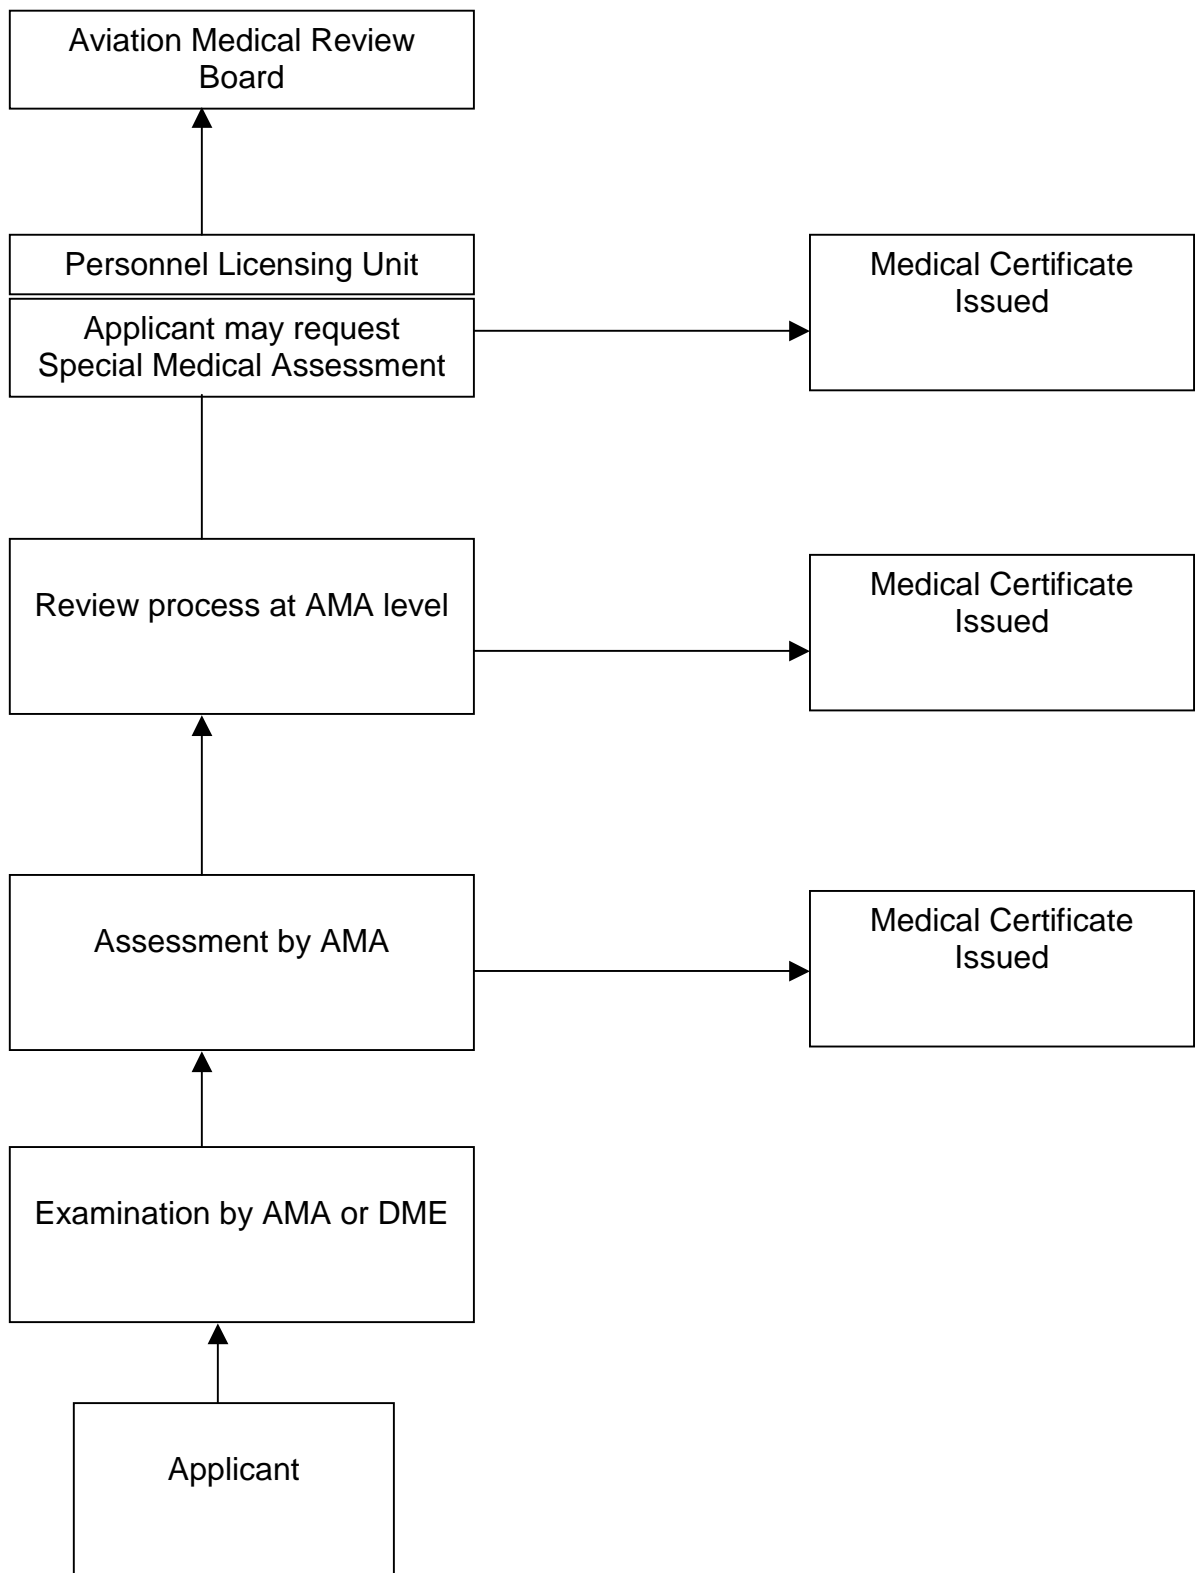 Aviation Medical Review
Board
Personnel Licensing Unit
Applicant may request
Special Medical Assessment
Medical Certificate
Issued
Review process at AMA level
Medical Certificate
Issued
Assessment by AMA
Medical Certificate
Issued
Examination by AMA or DME
Applicant